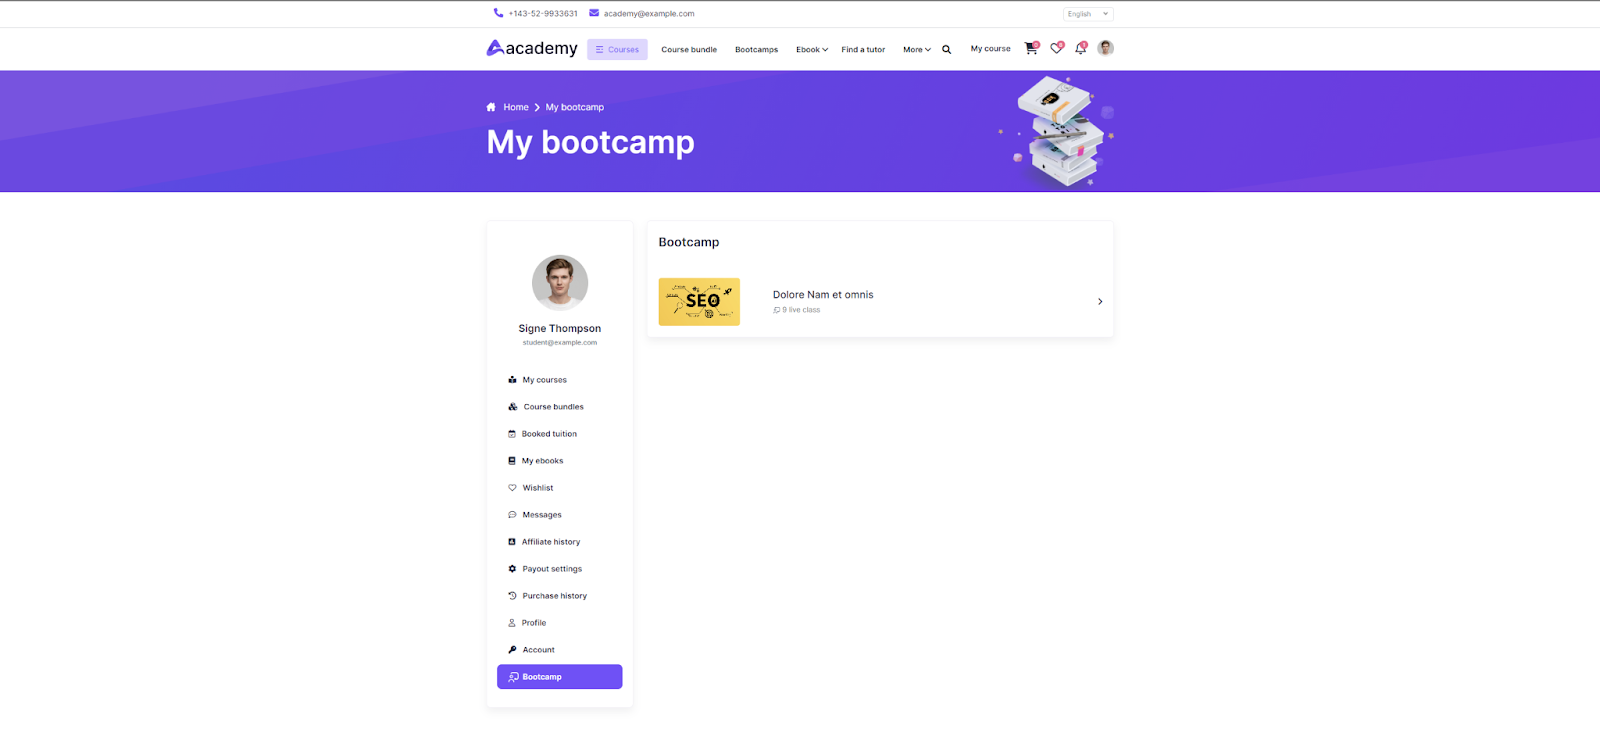 +143-52-9933631 academy@example.com English
academy Courses Course bundle Bootcamps Ebook Find a tutor More My course
Home My bootcamp
My bootcamp
Signe Thompson
student@example.com
My courses
Course bundles
Booked tuition
My ebooks
Wishlist
Messages
Affiliate history
Payout settings
Purchase history
Profile
Account
Bootcamp
Bootcamp
SEO
Dolore Nam et omnis
9 live class